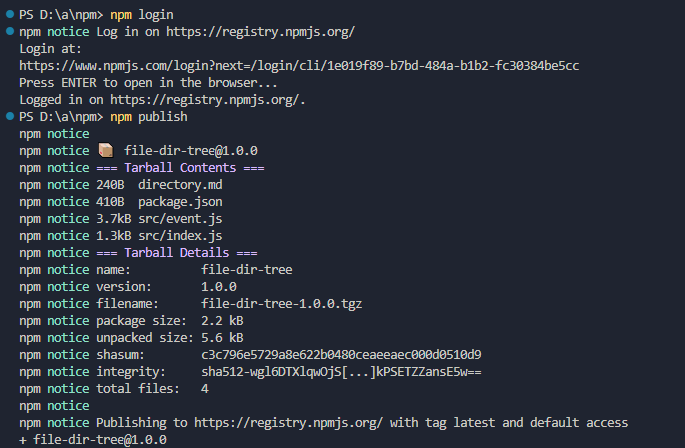 PS D:\a\npm> npm login
npm notice Log in on https://registry.npmjs.org/
Login at:
https://www.npmjs.com/login?next=/login/cli/1e019f89-b7bd-484a-b1b2-fc30384be5cc
Press ENTER to open in the browser...
Logged in on https://registry.npmjs.org/.
PS D:\a\npm> npm publish
npm notice
npm notice 📦 file-dir-tree@1.0.0
npm notice === Tarball Contents ===
npm notice 240B directory.md
npm notice 410B package.json
npm notice 3.7kB src/event.js
npm notice 1.3kB src/index.js
npm notice === Tarball Details ===
npm notice name: file-dir-tree
npm notice version: 1.0.0
npm notice filename: file-dir-tree-1.0.0.tgz
npm notice package size: 2.2 kB
npm notice unpacked size: 5.6 kB
npm notice shasum: c3c796e5729a8e622b0480ceaeeaec000d0510d9
npm notice integrity: sha512-wgl6DTXlqwOjS[...]kPSETZZansE5w==
npm notice total files: 4
npm notice
npm notice Publishing to https://registry.npmjs.org/ with tag latest and default access
+ file-dir-tree@1.0.0